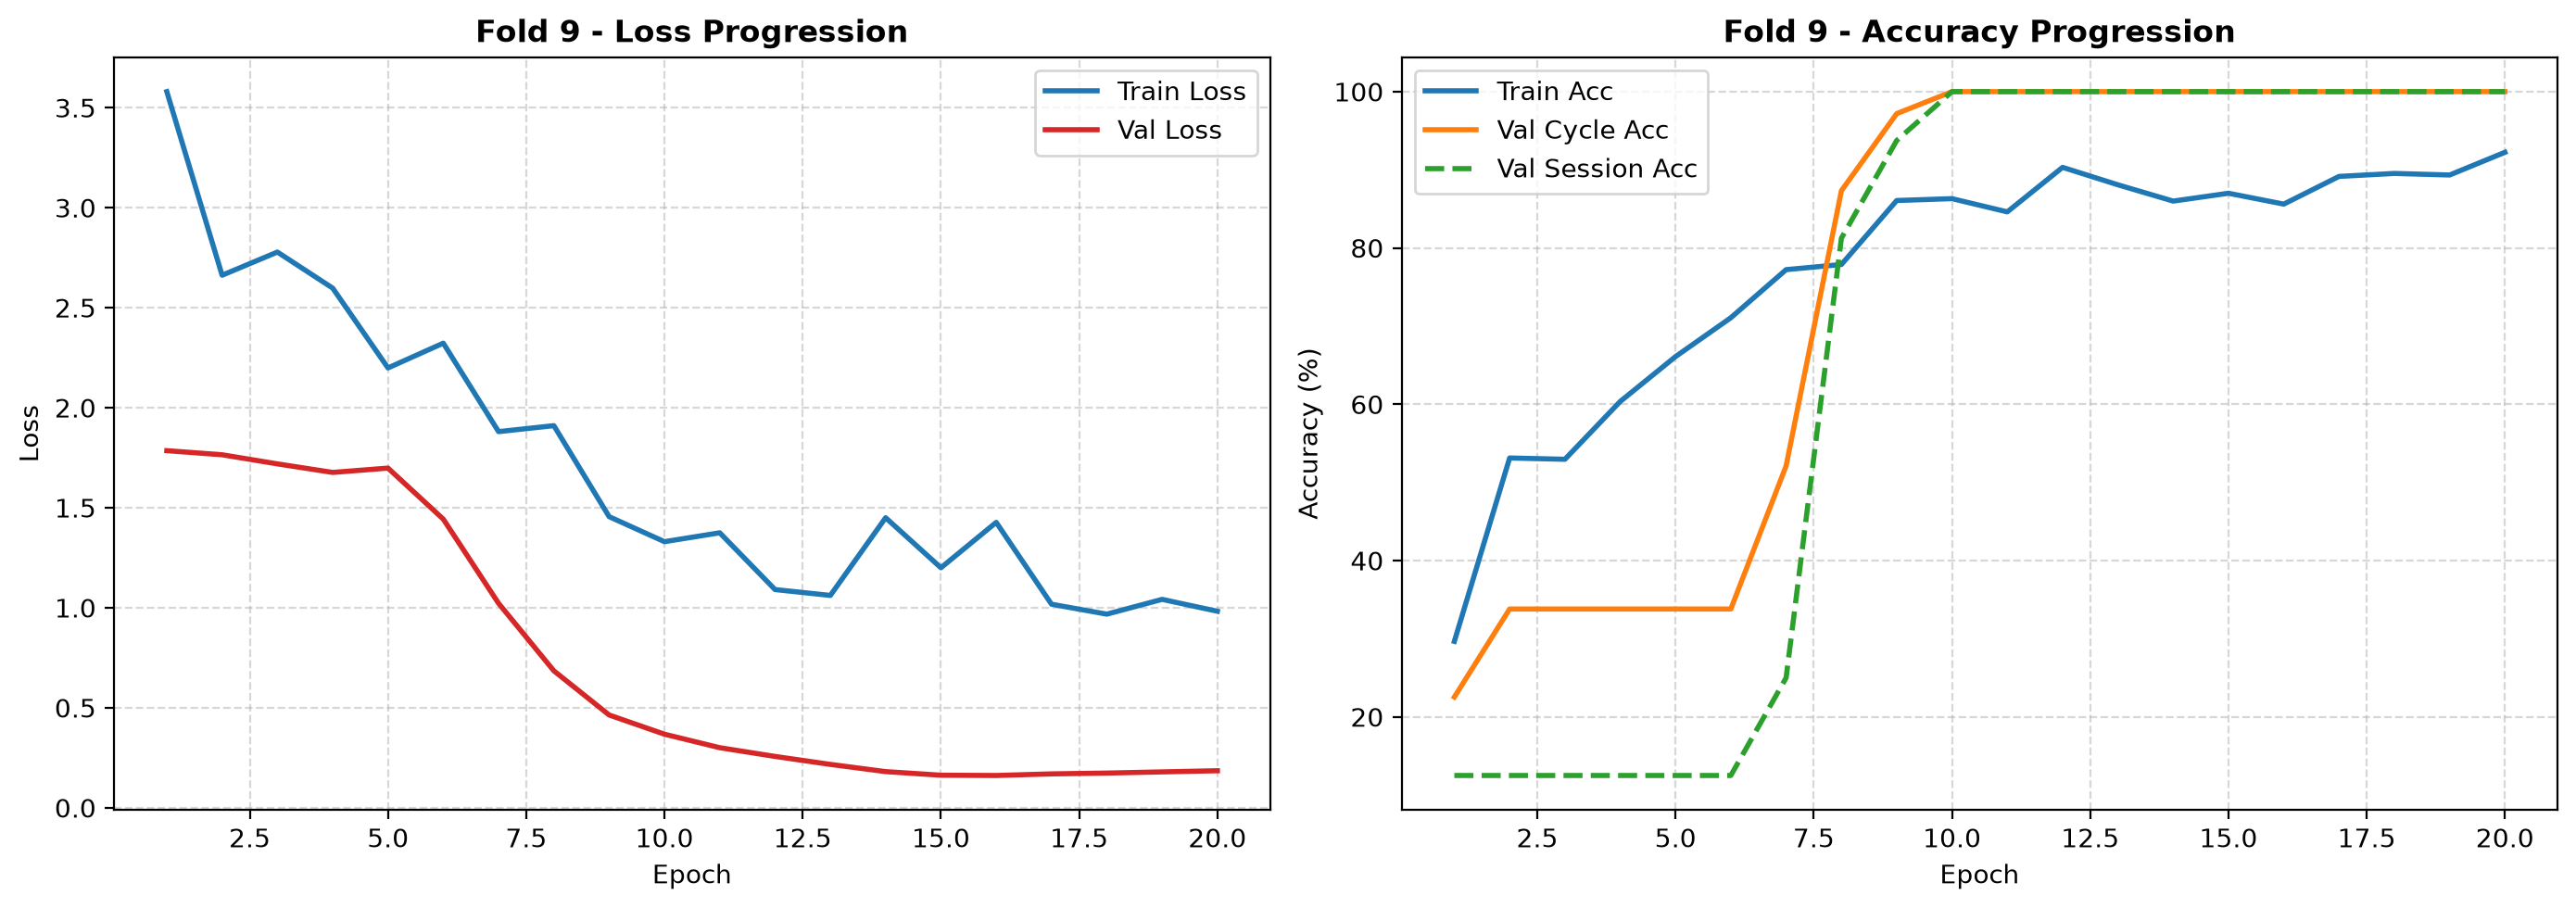 Fold 9 - Loss Progression
Train Loss
Val Loss
3.5
3.0
2.5
2.0
1.5
1.0
0.5
0.0
Loss
2.5 5.0 7.5 10.0 12.5 15.0 17.5 20.0
Epoch
Fold 9 - Accuracy Progression
Train Acc
Val Cycle Acc
Val Session Acc
100
80
60
40
20
Accuracy (%)
2.5 5.0 7.5 10.0 12.5 15.0 17.5 20.0
Epoch